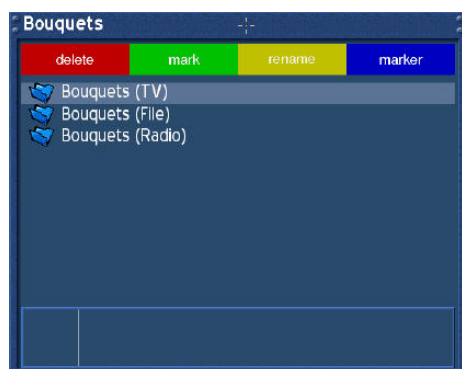 Bouquets
delete mark rename marker
Bouquets (TV)
Bouquets (File)
Bouquets (Radio)